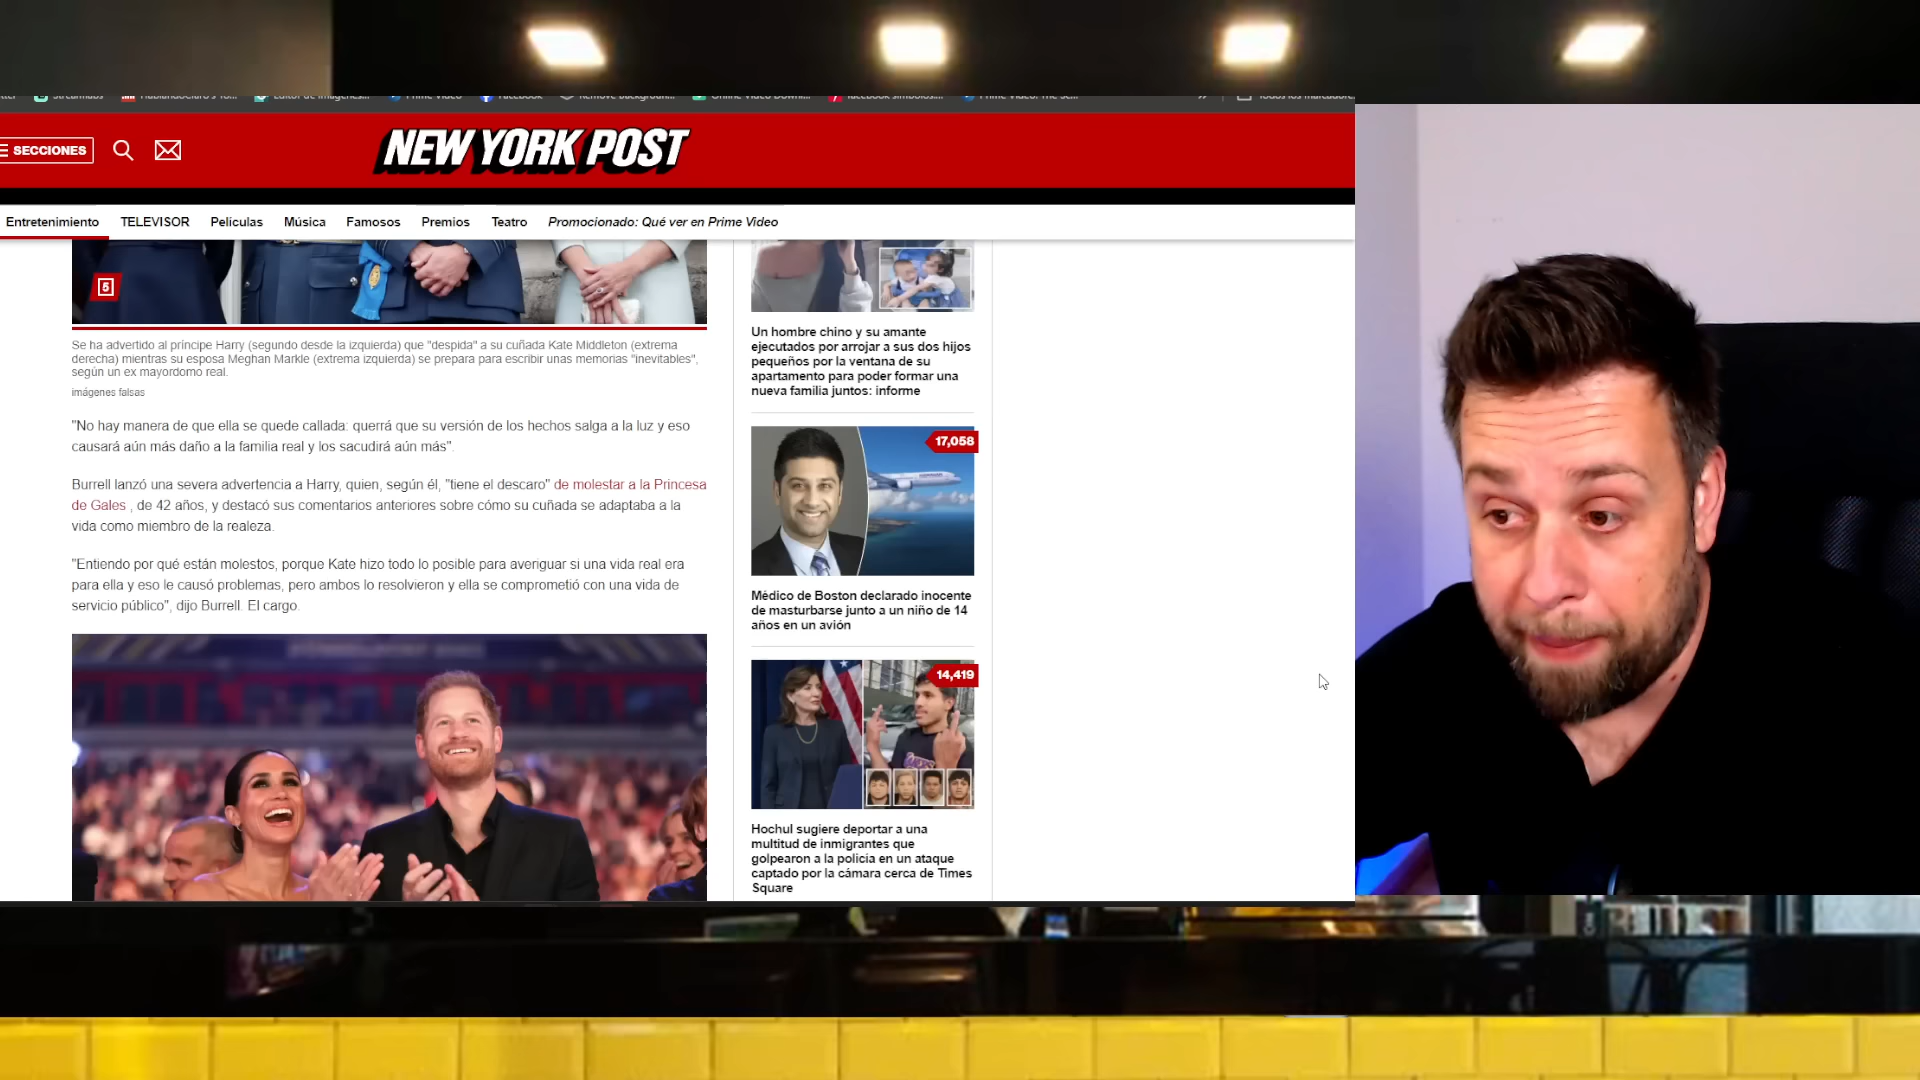 Streamlabs
Prime Video
Facebook
SECCIONES
NEW YORK POST
Entretenimiento
TELEVISOR
Películas
Música
Famosos
Premios
Teatro
Promocionado: Qué ver en Prime Video
5
Se ha advertido al príncipe Harry (segundo desde la izquierda) que "despida" a su cuñada Kate Middleton (extrema
derecha) mientras su esposa Meghan Markle (extrema izquierda) se prepara para escribir unas memorias "inevitables",
según un ex mayordomo real.
imágenes falsas
"No hay manera de que ella se quede callada: querrá que su versión de los hechos salga a la luz y eso
causará aún más daño a la familia real y los sacudirá aún más".
Burrell lanzó una severa advertencia a Harry, quien, según él, "tiene el descaro" de molestar a la Princesa
de Gales , de 42 años, y destacó sus comentarios anteriores sobre cómo su cuñada se adaptaba a la
vida como miembro de la realeza.
"Entiendo por qué están molestos, porque Kate hizo todo lo posible para averiguar si una vida real era
para ella y eso le causó problemas, pero ambos lo resolvieron y ella se comprometió con una vida de
servicio público", dijo Burrell. El cargo.
Un hombre chino y su amante
ejecutados por arrojar a sus dos hijos
pequeños por la ventana de su
apartamento para poder formar una
nueva familia juntos: informe
17,058
Médico de Boston declarado inocente
de masturbarse junto a un niño de 14
años en un avión
14,419
Hochul sugiere deportar a una
multitud de inmigrantes que
golpearon a la policía en un ataque
captado por la cámara cerca de Times
Square